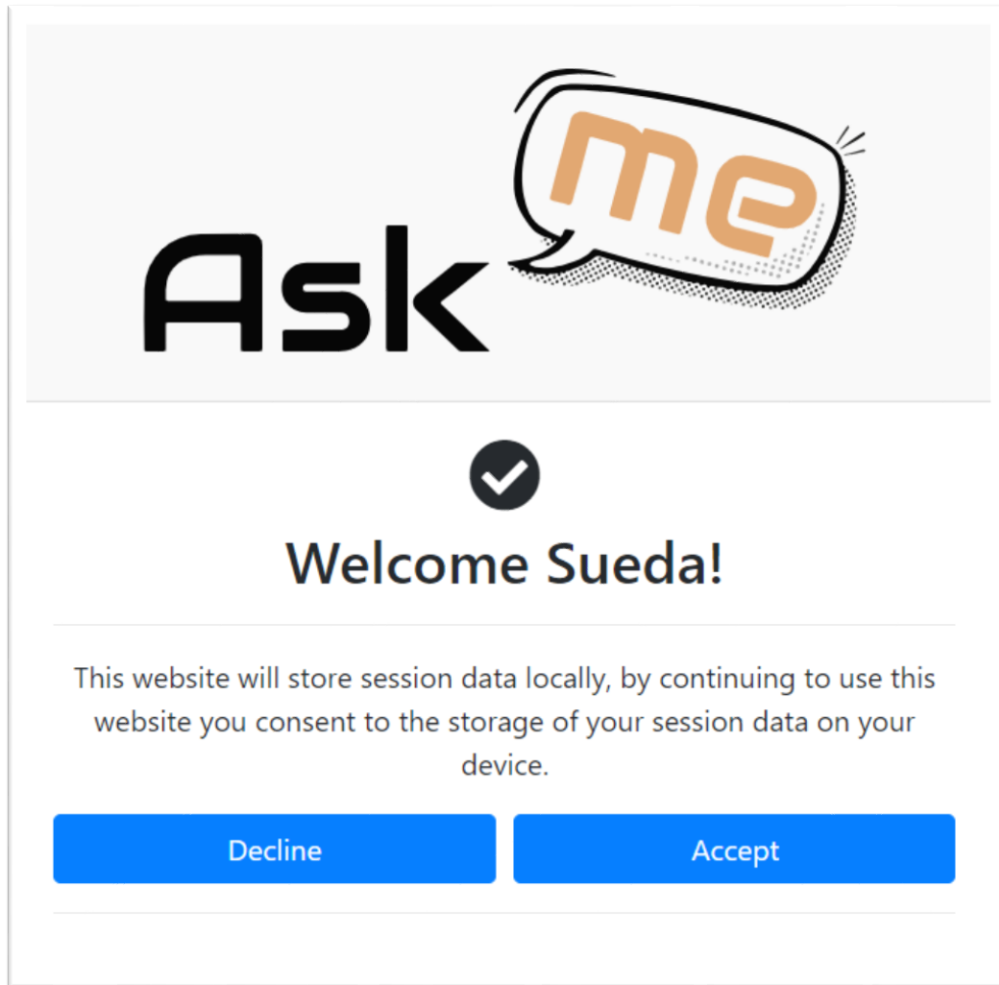 Ask me
Welcome Sueda!
This website will store session data locally, by continuing to use this
website you consent to the storage of your session data on your
device.
Decline Accept